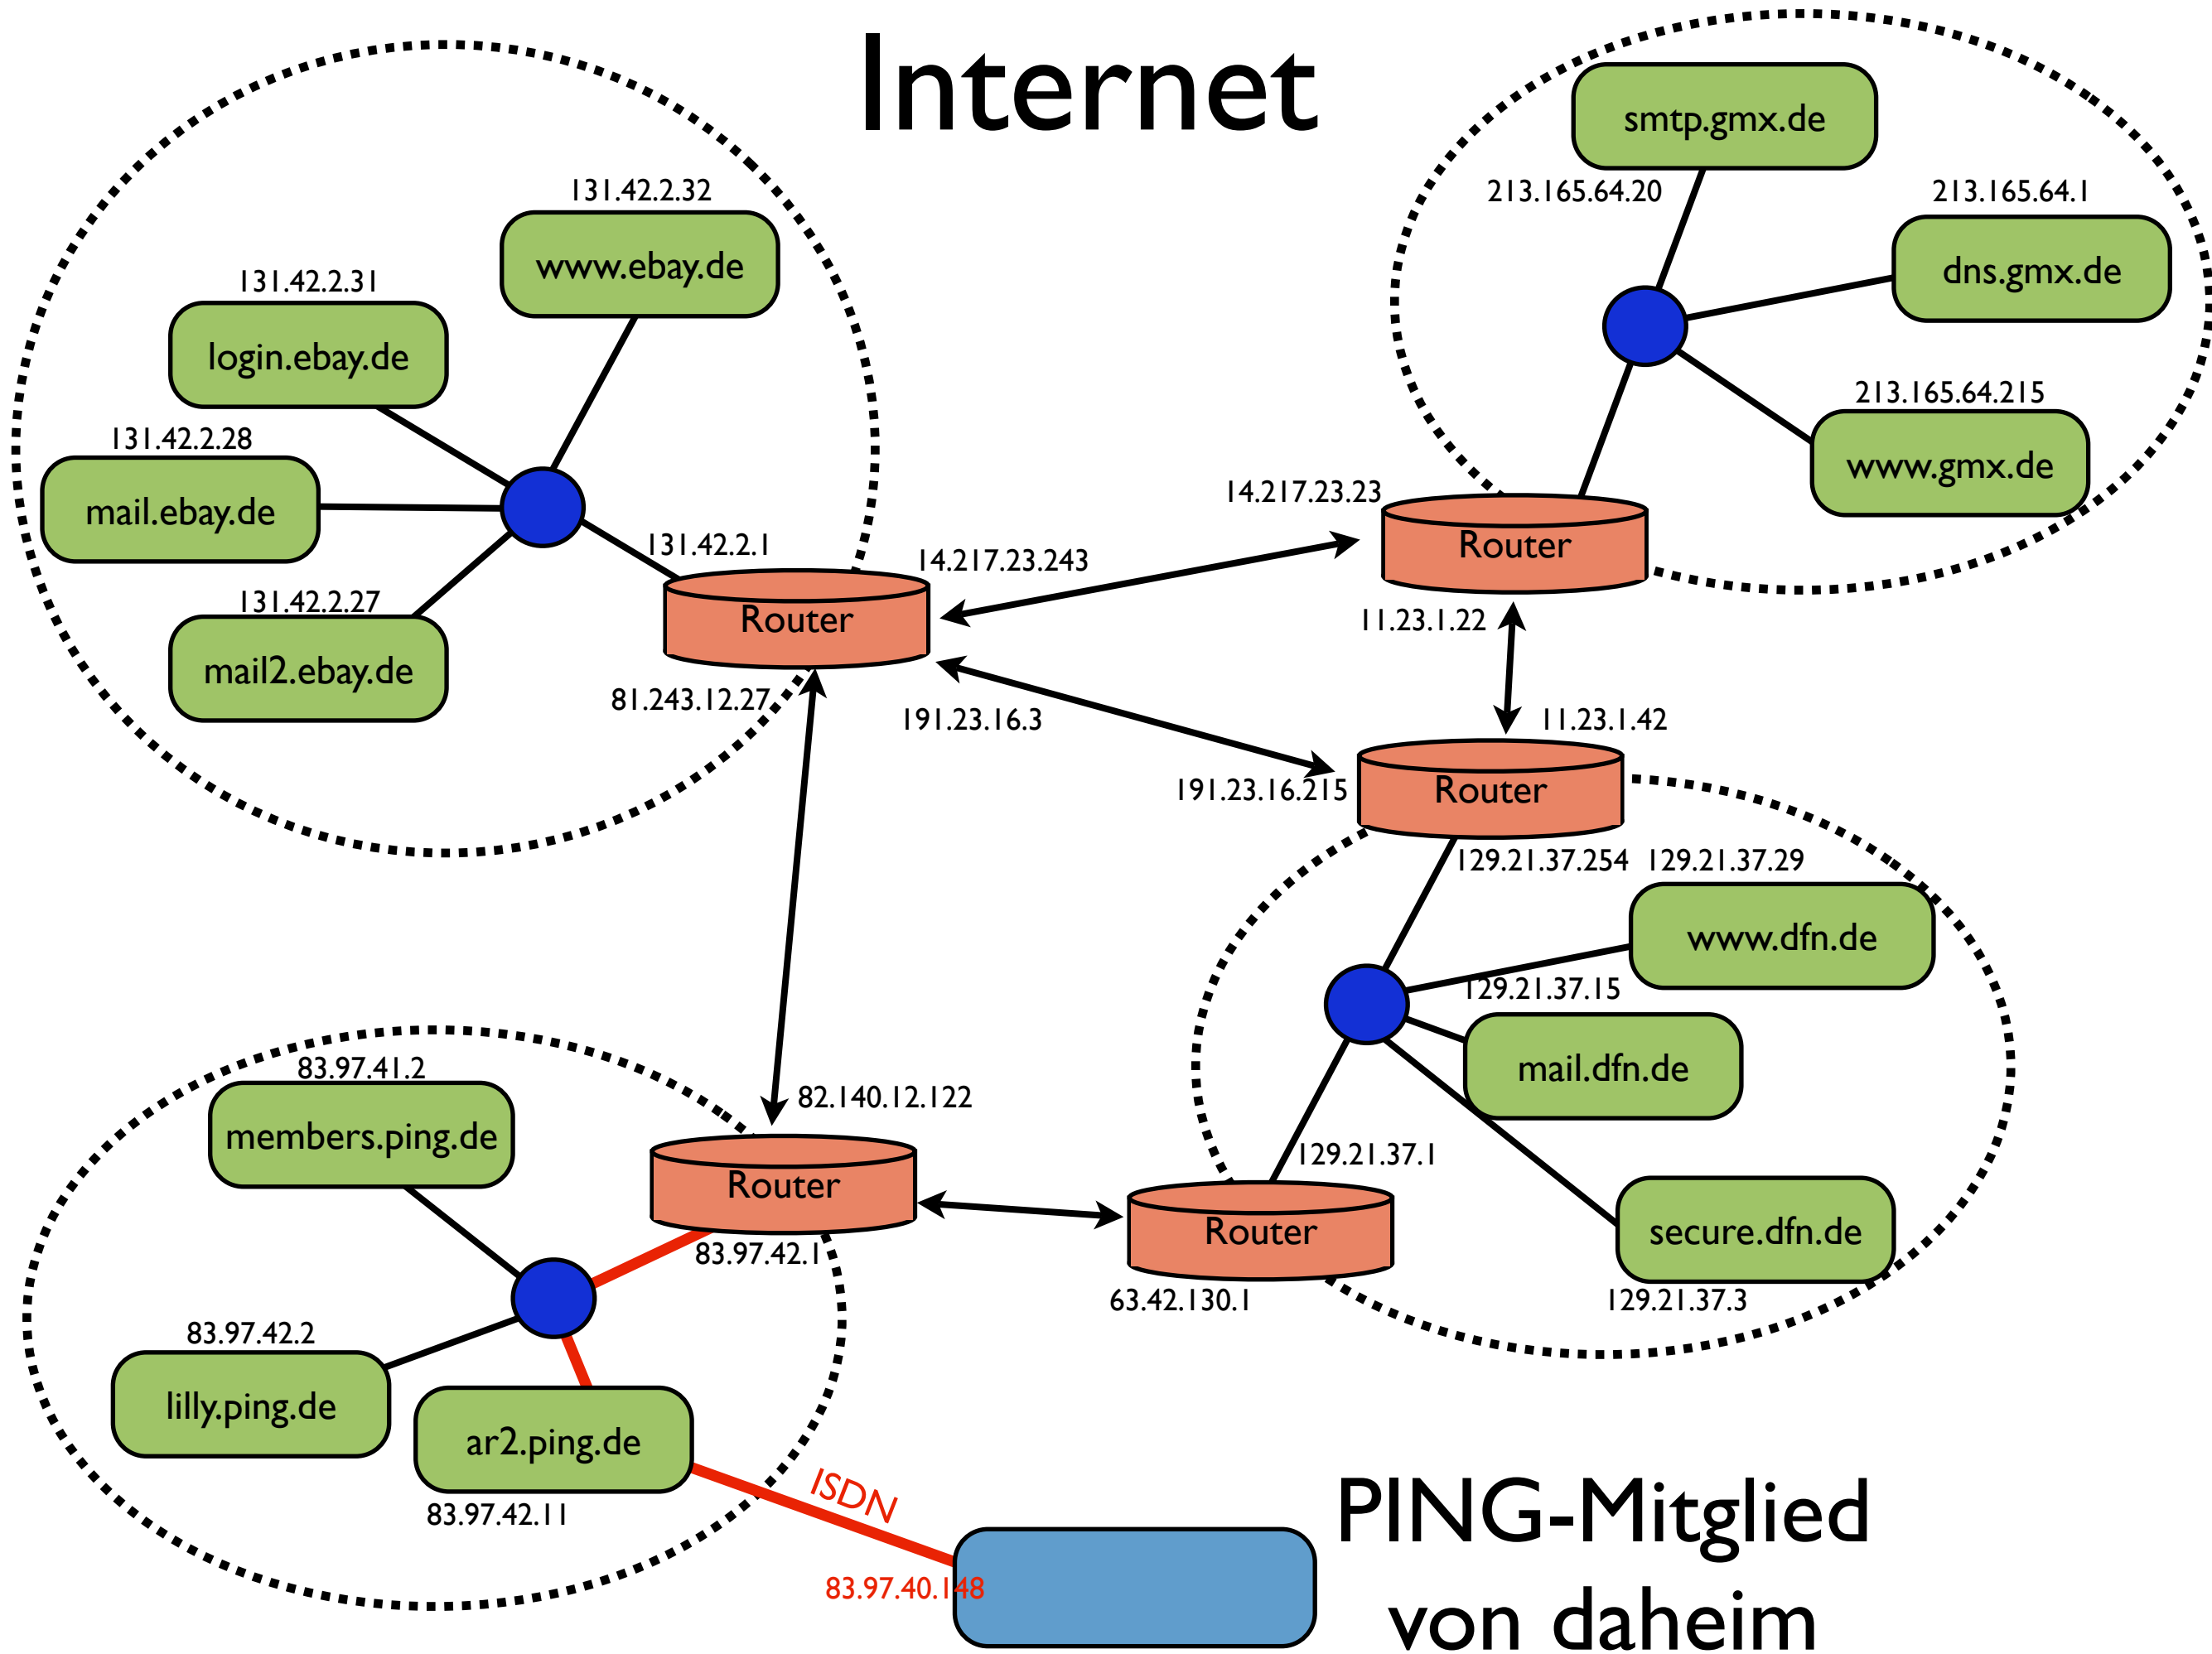 Internet
smtp.gmx.de
213.165.64.20
213.165.64.1
dns.gmx.de
213.165.64.215
www.gmx.de
131.42.2.32
www.ebay.de
131.42.2.31
login.ebay.de
131.42.2.28
mail.ebay.de
131.42.2.27
mail2.ebay.de
131.42.2.1
Router
14.217.23.243
81.243.12.27
191.23.16.3
14.217.23.23
Router
11.23.1.22
11.23.1.42
Router
191.23.16.215
129.21.37.254
129.21.37.29
www.dfn.de
129.21.37.15
mail.dfn.de
129.21.37.1
secure.dfn.de
129.21.37.3
Router
63.42.130.1
82.140.12.122
Router
83.97.42.1
83.97.41.2
members.ping.de
83.97.42.2
lilly.ping.de
ar2.ping.de
83.97.42.11
ISDN
83.97.40.148
PING-Mitglied
von daheim